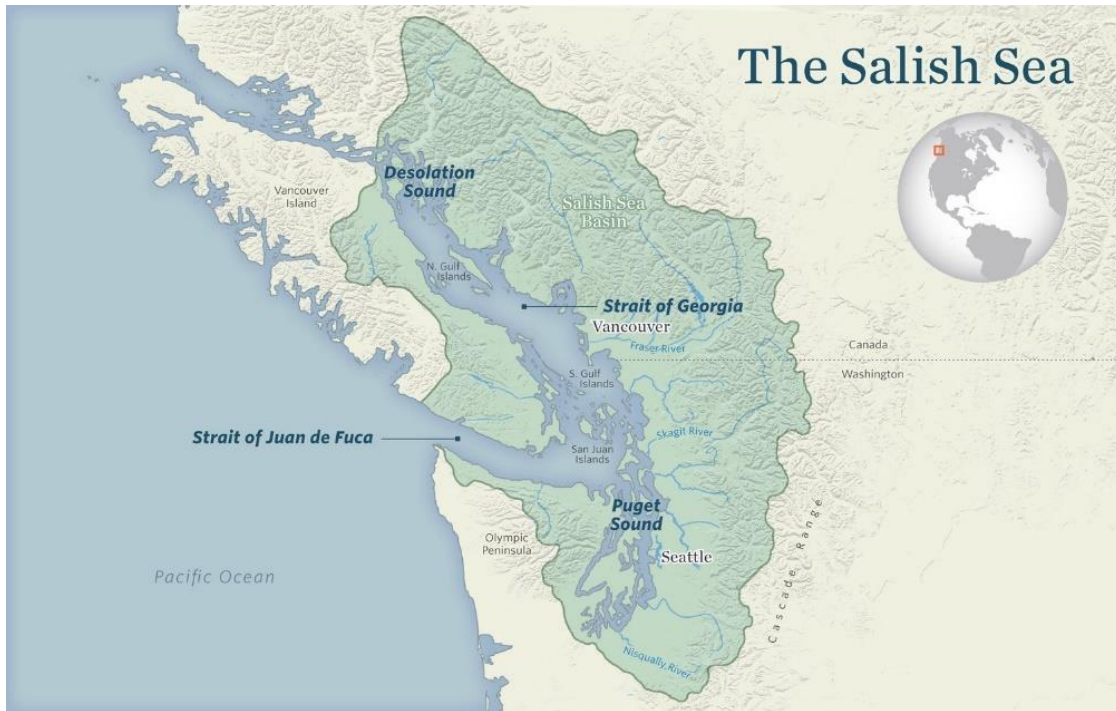 The Salish Sea
Desolation
Sound
Vancouver
Island
Salish Sea
Basin
N. Gulf
Islands
Strait of Georgia
Vancouver
Fraser River
Canada
Washington
S. Gulf
Islands
Strait of Juan de Fuca
Skagit River
San Juan
Islands
Puget
Sound
Olympic
Peninsula
Seattle
Pacific Ocean
Cascade Range
Nisqually River